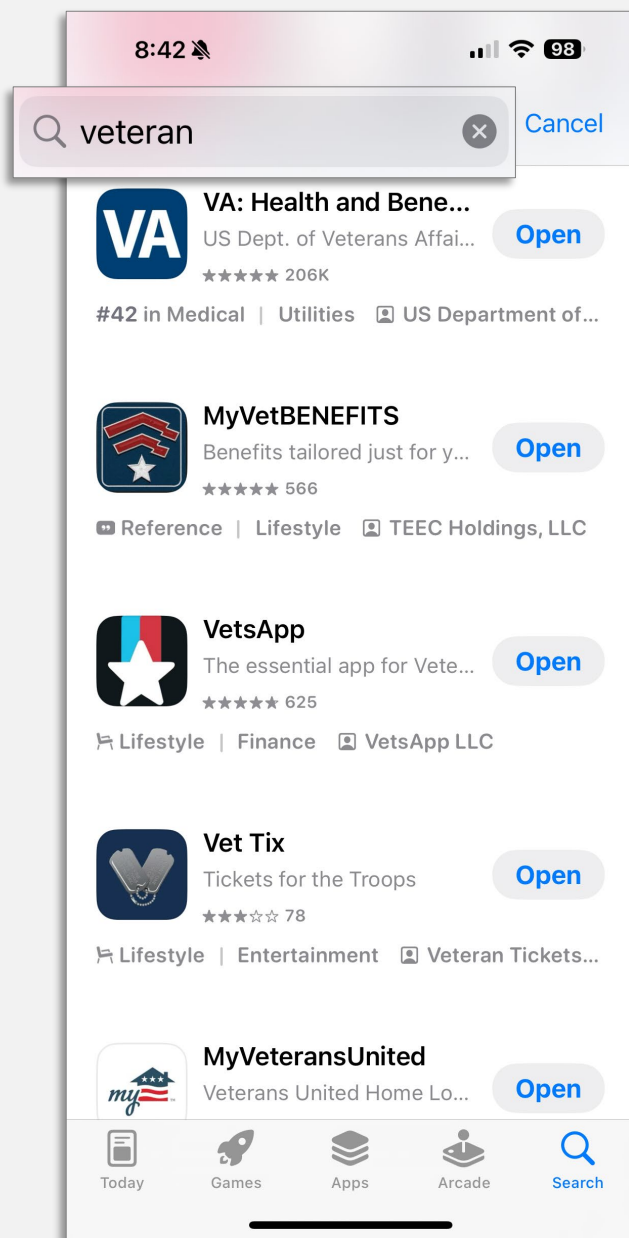 8:42
98
veteran
Cancel
VA
VA: Health and Bene...
US Dept. of Veterans Affai...
Open
206K
#42 in Medical | Utilities US Department of...
MyVetBENEFITS
Benefits tailored just for y...
Open
566
Reference | Lifestyle TEEC Holdings, LLC
VetsApp
The essential app for Vete...
Open
625
Lifestyle | Finance VetsApp LLC
Vet Tix
Tickets for the Troops
Open
78
Lifestyle | Entertainment Veteran Tickets...
my
MyVeteransUnited
Veterans United Home Lo...
Open
Today Games Apps Arcade Search